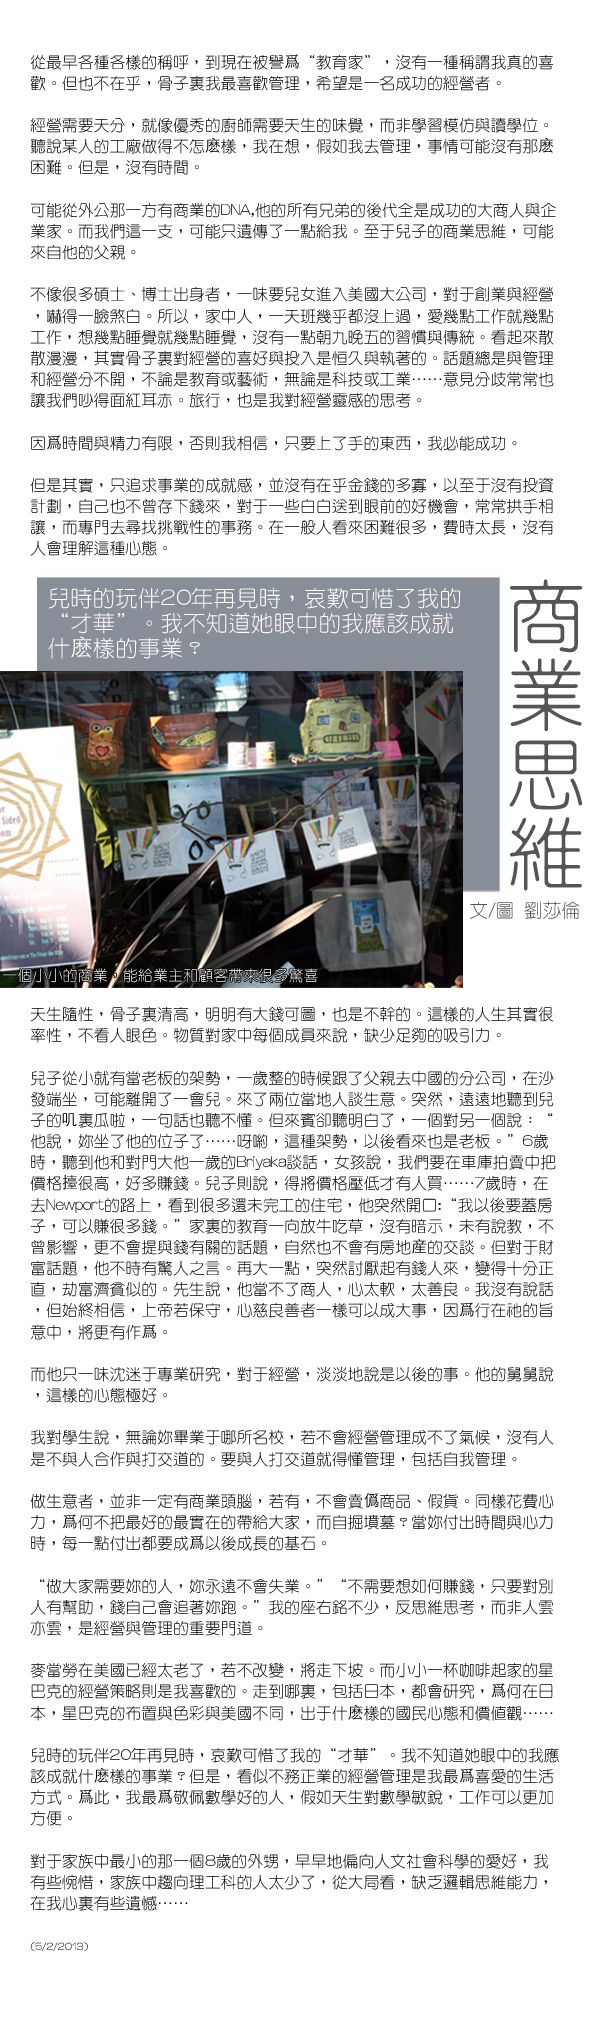 從最早各種各樣的稱呼，到現在被譽爲“教育家”，沒有一種稱謂我真的喜
歡。但也不在乎，骨子裏我最喜歡管理，希望是一名成功的經營者。
經營需要天分，就像優秀的廚師需要天生的味覺，而非學習模仿與讀學位。
聽說某人的工廠做得不怎麽樣，我在想，假如我去管理，事情可能沒有那麽
困難。但是，沒有時間。
可能從外公那一方有商業的DNA,他的所有兄弟的後代全是成功的大商人與企
業家。而我們這一支，可能只遺傳了一點給我。至于兒子的商業思維，可能
來自他的父親。
不像很多碩士、博士出身者，一味要兒女進入美國大公司，對于創業與經營
，嚇得一臉煞白。所以，家中人，一天班幾乎都沒上過，愛幾點工作就幾點
工作，想幾點睡覺就幾點睡覺，沒有一點朝九晚五的習慣與傳統。看起來散
散漫漫，其實骨子裏對經營的喜好與投入是恒久與執著的。話題總是與管理
和經營分不開，不論是教育或藝術，無論是科技或工業……意見分歧常常也
讓我們吵得面紅耳赤。旅行，也是我對經營靈感的思考。
因爲時間與精力有限，否則我相信，只要上了手的東西，我必能成功。
但是其實，只追求事業的成就感，並沒有在乎金錢的多寡，以至于沒有投資
計劃，自己也不曾存下錢來，對于一些白白送到眼前的好機會，常常拱手相
讓，而專門去尋找挑戰性的事務。在一般人看來困難很多，費時太長，沒有
人會理解這種心態。
兒時的玩伴20年再見時，哀歎可惜了我的
“才華”。我不知道她眼中的我應該成就
什麽樣的事業？
商業思維
文/圖 劉莎倫
一個小小的商業，能給業主和顧客帶來很多驚喜
天生隨性，骨子裏清高，明明有大錢可圖，也是不幹的。這樣的人生其實很
率性，不看人眼色。物質對家中每個成員來說，缺少足夠的吸引力。
兒子從小就有當老板的架勢，一歲整的時候跟了父親去中國的分公司，在沙
發端坐，可能離開了一會兒。來了兩位當地人談生意。突然，遠遠地聽到兒
子的叽裏瓜啦，一句話也聽不懂。但來賓卻聽明白了，一個對另一個說：“
他說，妳坐了他的位子了……呀喲，這種架勢，以後看來也是老板。”6歲
時，聽到他和對門大他一歲的Briyaka談話，女孩說，我們要在車庫拍賣中把
價格擡很高，好多賺錢。兒子則說，得將價格壓低才有人買……7歲時，在
去Newport的路上，看到很多還未完工的住宅，他突然開口:“我以後要蓋房
子，可以賺很多錢。”家裏的教育一向放牛吃草，沒有暗示，未有說教，不
曾影響，更不會提與錢有關的話題，自然也不會有房地產的交談。但對于財
富話題，他不時有驚人之言。再大一點，突然討厭起有錢人來，變得十分正
直，劫富濟貧似的。先生說，他當不了商人，心太軟，太善良。我沒有說話
，但始終相信，上帝若保守，心慈良善者一樣可以成大事，因爲行在祂的旨
意中，將更有作爲。
而他只一味沈迷于專業研究，對于經營，淡淡地說是以後的事。他的舅舅說
，這樣的心態極好。
我對學生說，無論妳畢業于哪所名校，若不會經營管理成不了氣候，沒有人
是不與人合作與打交道的。要與人打交道就得懂管理，包括自我管理。
做生意者，並非一定有商業頭腦，若有，不會賣僞商品、假貨。同樣花費心
力，爲何不把最好的最實在的帶給大家，而自掘墳墓？當妳付出時間與心力
時，每一點付出都要成爲以後成長的基石。
“做大家需要妳的人，妳永遠不會失業。”“不需要想如何賺錢，只要對別
人有幫助，錢自己會追著妳跑。”我的座右銘不少，反思維思考，而非人雲
亦雲，是經營與管理的重要門道。
麥當勞在美國已經太老了，若不改變，將走下坡。而小小一杯咖啡起家的星
巴克的經營策略則是我喜歡的。走到哪裏，包括日本，都會研究，爲何在日
本，星巴克的布置與色彩與美國不同，出于什麽樣的國民心態和價值觀……
兒時的玩伴20年再見時，哀歎可惜了我的“才華”。我不知道她眼中的我應
該成就什麽樣的事業？但是，看似不務正業的經營管理是我最爲喜愛的生活
方式。爲此，我最爲敬佩數學好的人，假如天生對數學敏銳，工作可以更加
方便。
對于家族中最小的那一個8歲的外甥，早早地偏向人文社會科學的愛好，我
有些惋惜，家族中趨向理工科的人太少了，從大局看，缺乏邏輯思維能力，
在我心裏有些遺憾……
(5/2/2013)